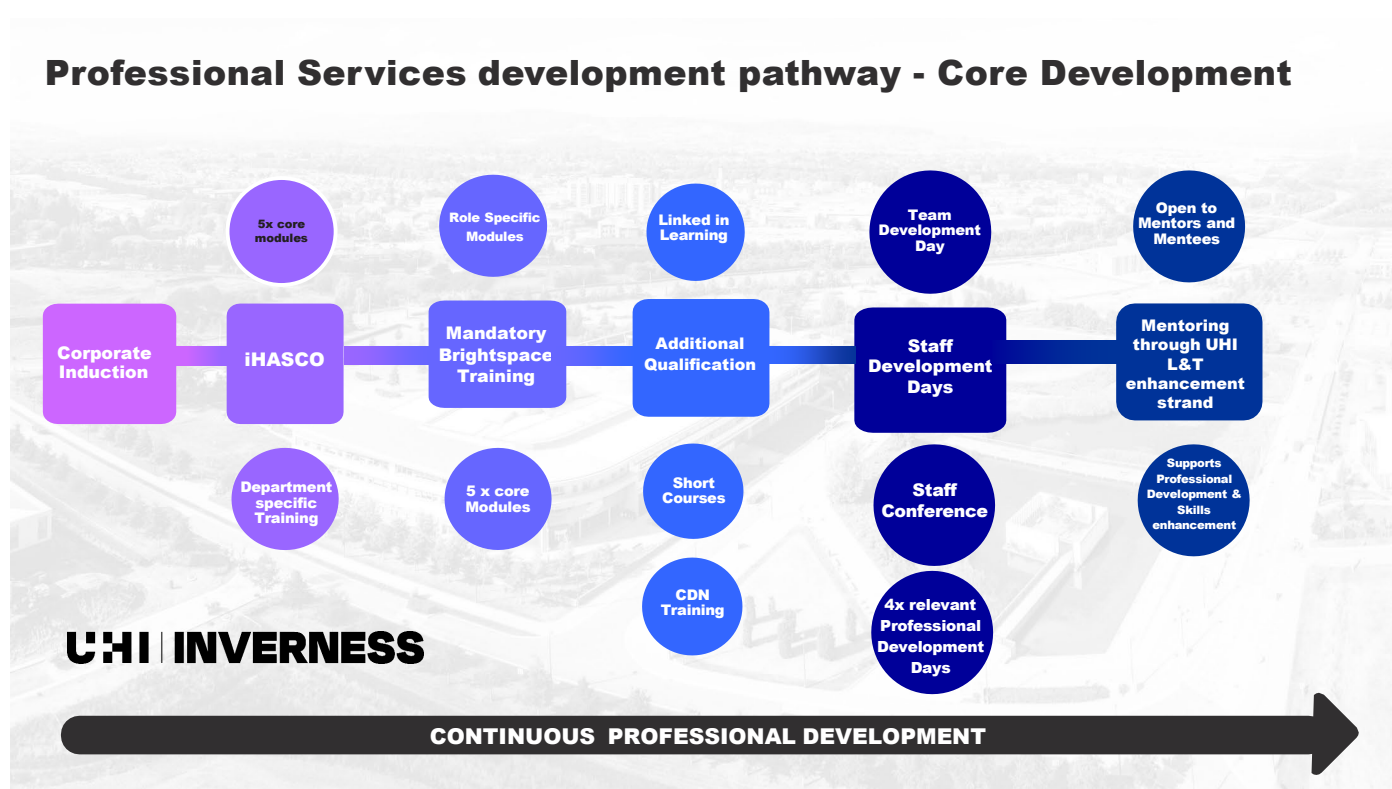 Professional Services development pathway - Core Development
5x core
modules
Role Specific
Modules
Linked in
Learning
Team
Development
Day
Open to
Mentors and
Mentees
Corporate
Induction
iHASCO
Mandatory
Brightspace
Training
Additional
Qualification
Staff
Development
Days
Mentoring
through UHI
L&T
enhancement
strand
Department
specific
Training
5 x core
Modules
Short
Courses
Staff
Conference
Supports
Professional
Development &
Skills
enhancement
CDN
Training
4x relevant
Professional
Development
Days
UHI INVERNESS
CONTINUOUS PROFESSIONAL DEVELOPMENT